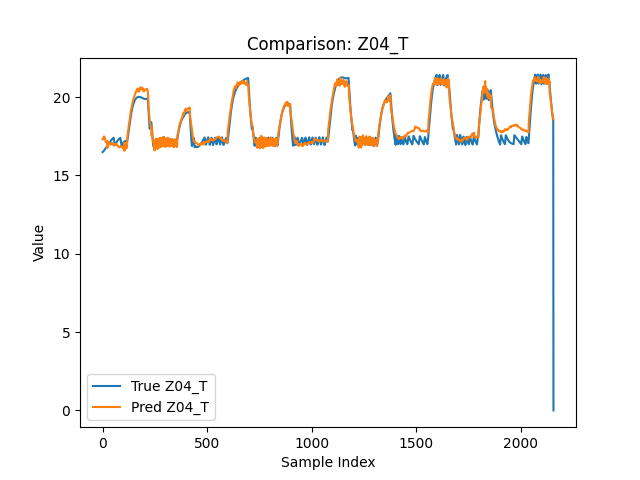 Comparison: Z04_T
20
15
10
5
0
Value
True Z04_T
Pred Z04_T
0 500 1000 1500 2000
Sample Index